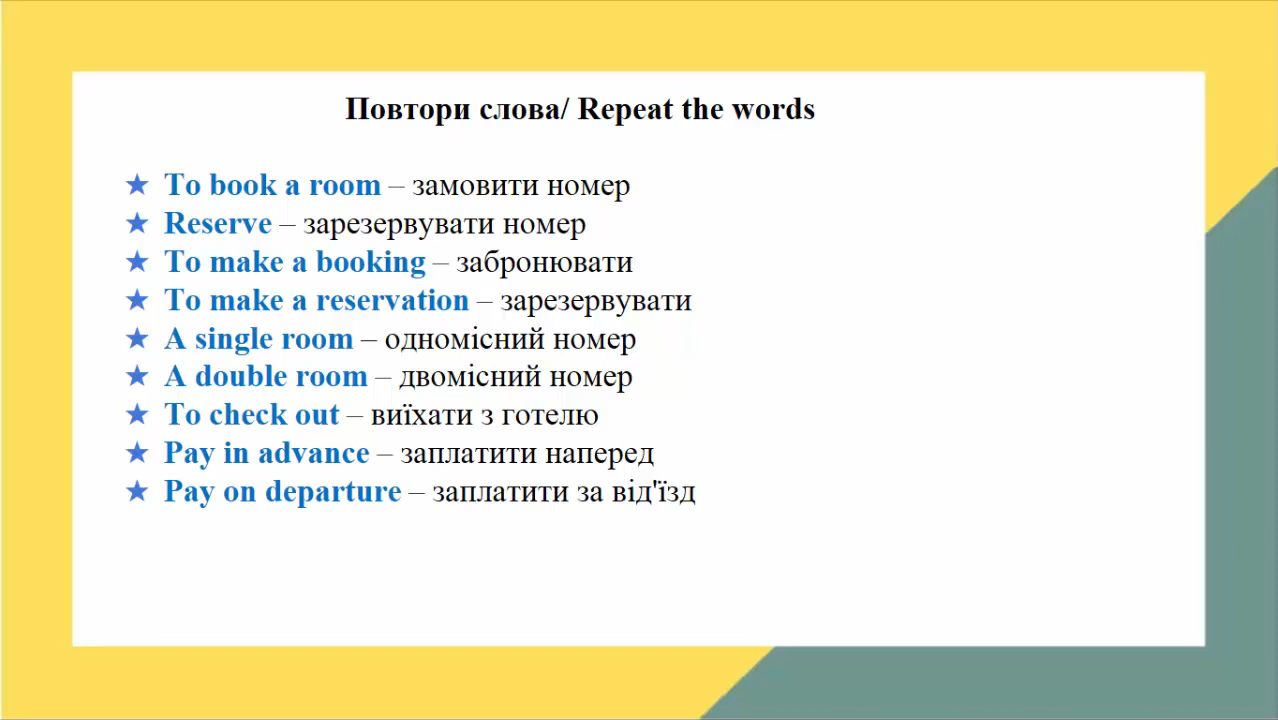 Повтори слова/ Repeat the words
★ To book a room – замовити номер
★ Reserve – зарезервувати номер
★ To make a booking – забронювати
★ To make a reservation – зарезервувати
★ A single room – одномісний номер
★ A double room – двомісний номер
★ To check out – виїхати з готелю
★ Pay in advance – заплатити наперед
★ Pay on departure – заплатити за від'їзд